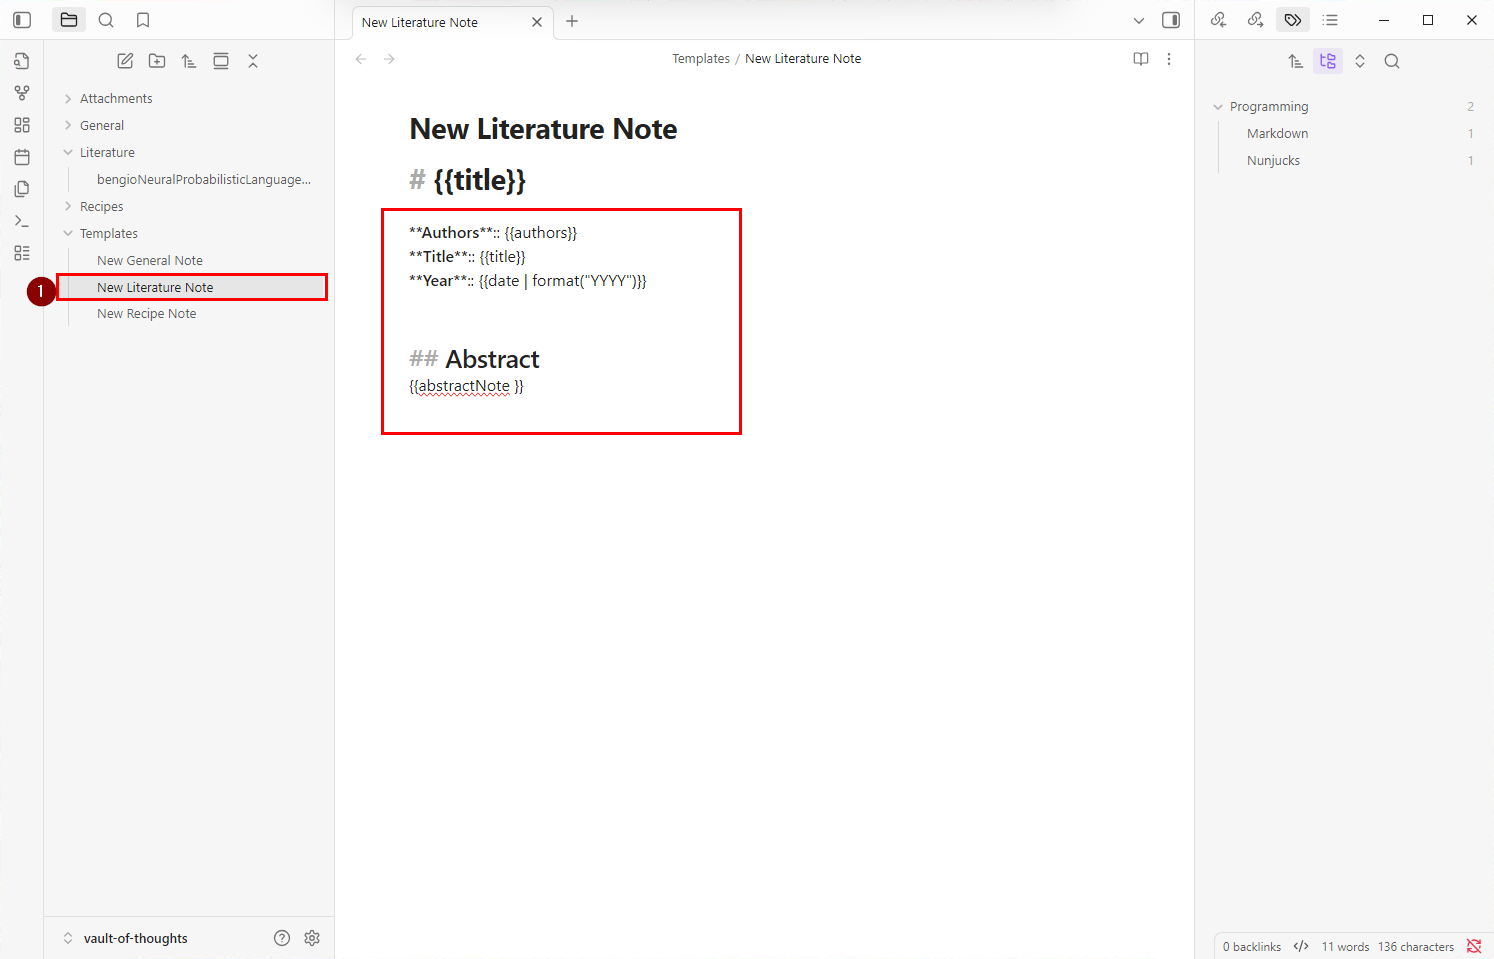 New Literature Note
Templates / New Literature Note
Attachments
General
Literature
bengioNeuralProbabilisticLanguage...
Recipes
Templates
New General Note
1
New Literature Note
New Recipe Note
vault-of-thoughts
New Literature Note
# {{title}}
**Authors**:: {{authors}}
**Title**:: {{title}}
**Year**:: {{date | format("YYYY")}}
## Abstract
{{abstractNote }}
Programming 2
Markdown 1
Nunjucks 1
0 backlinks </> 11 words 136 characters